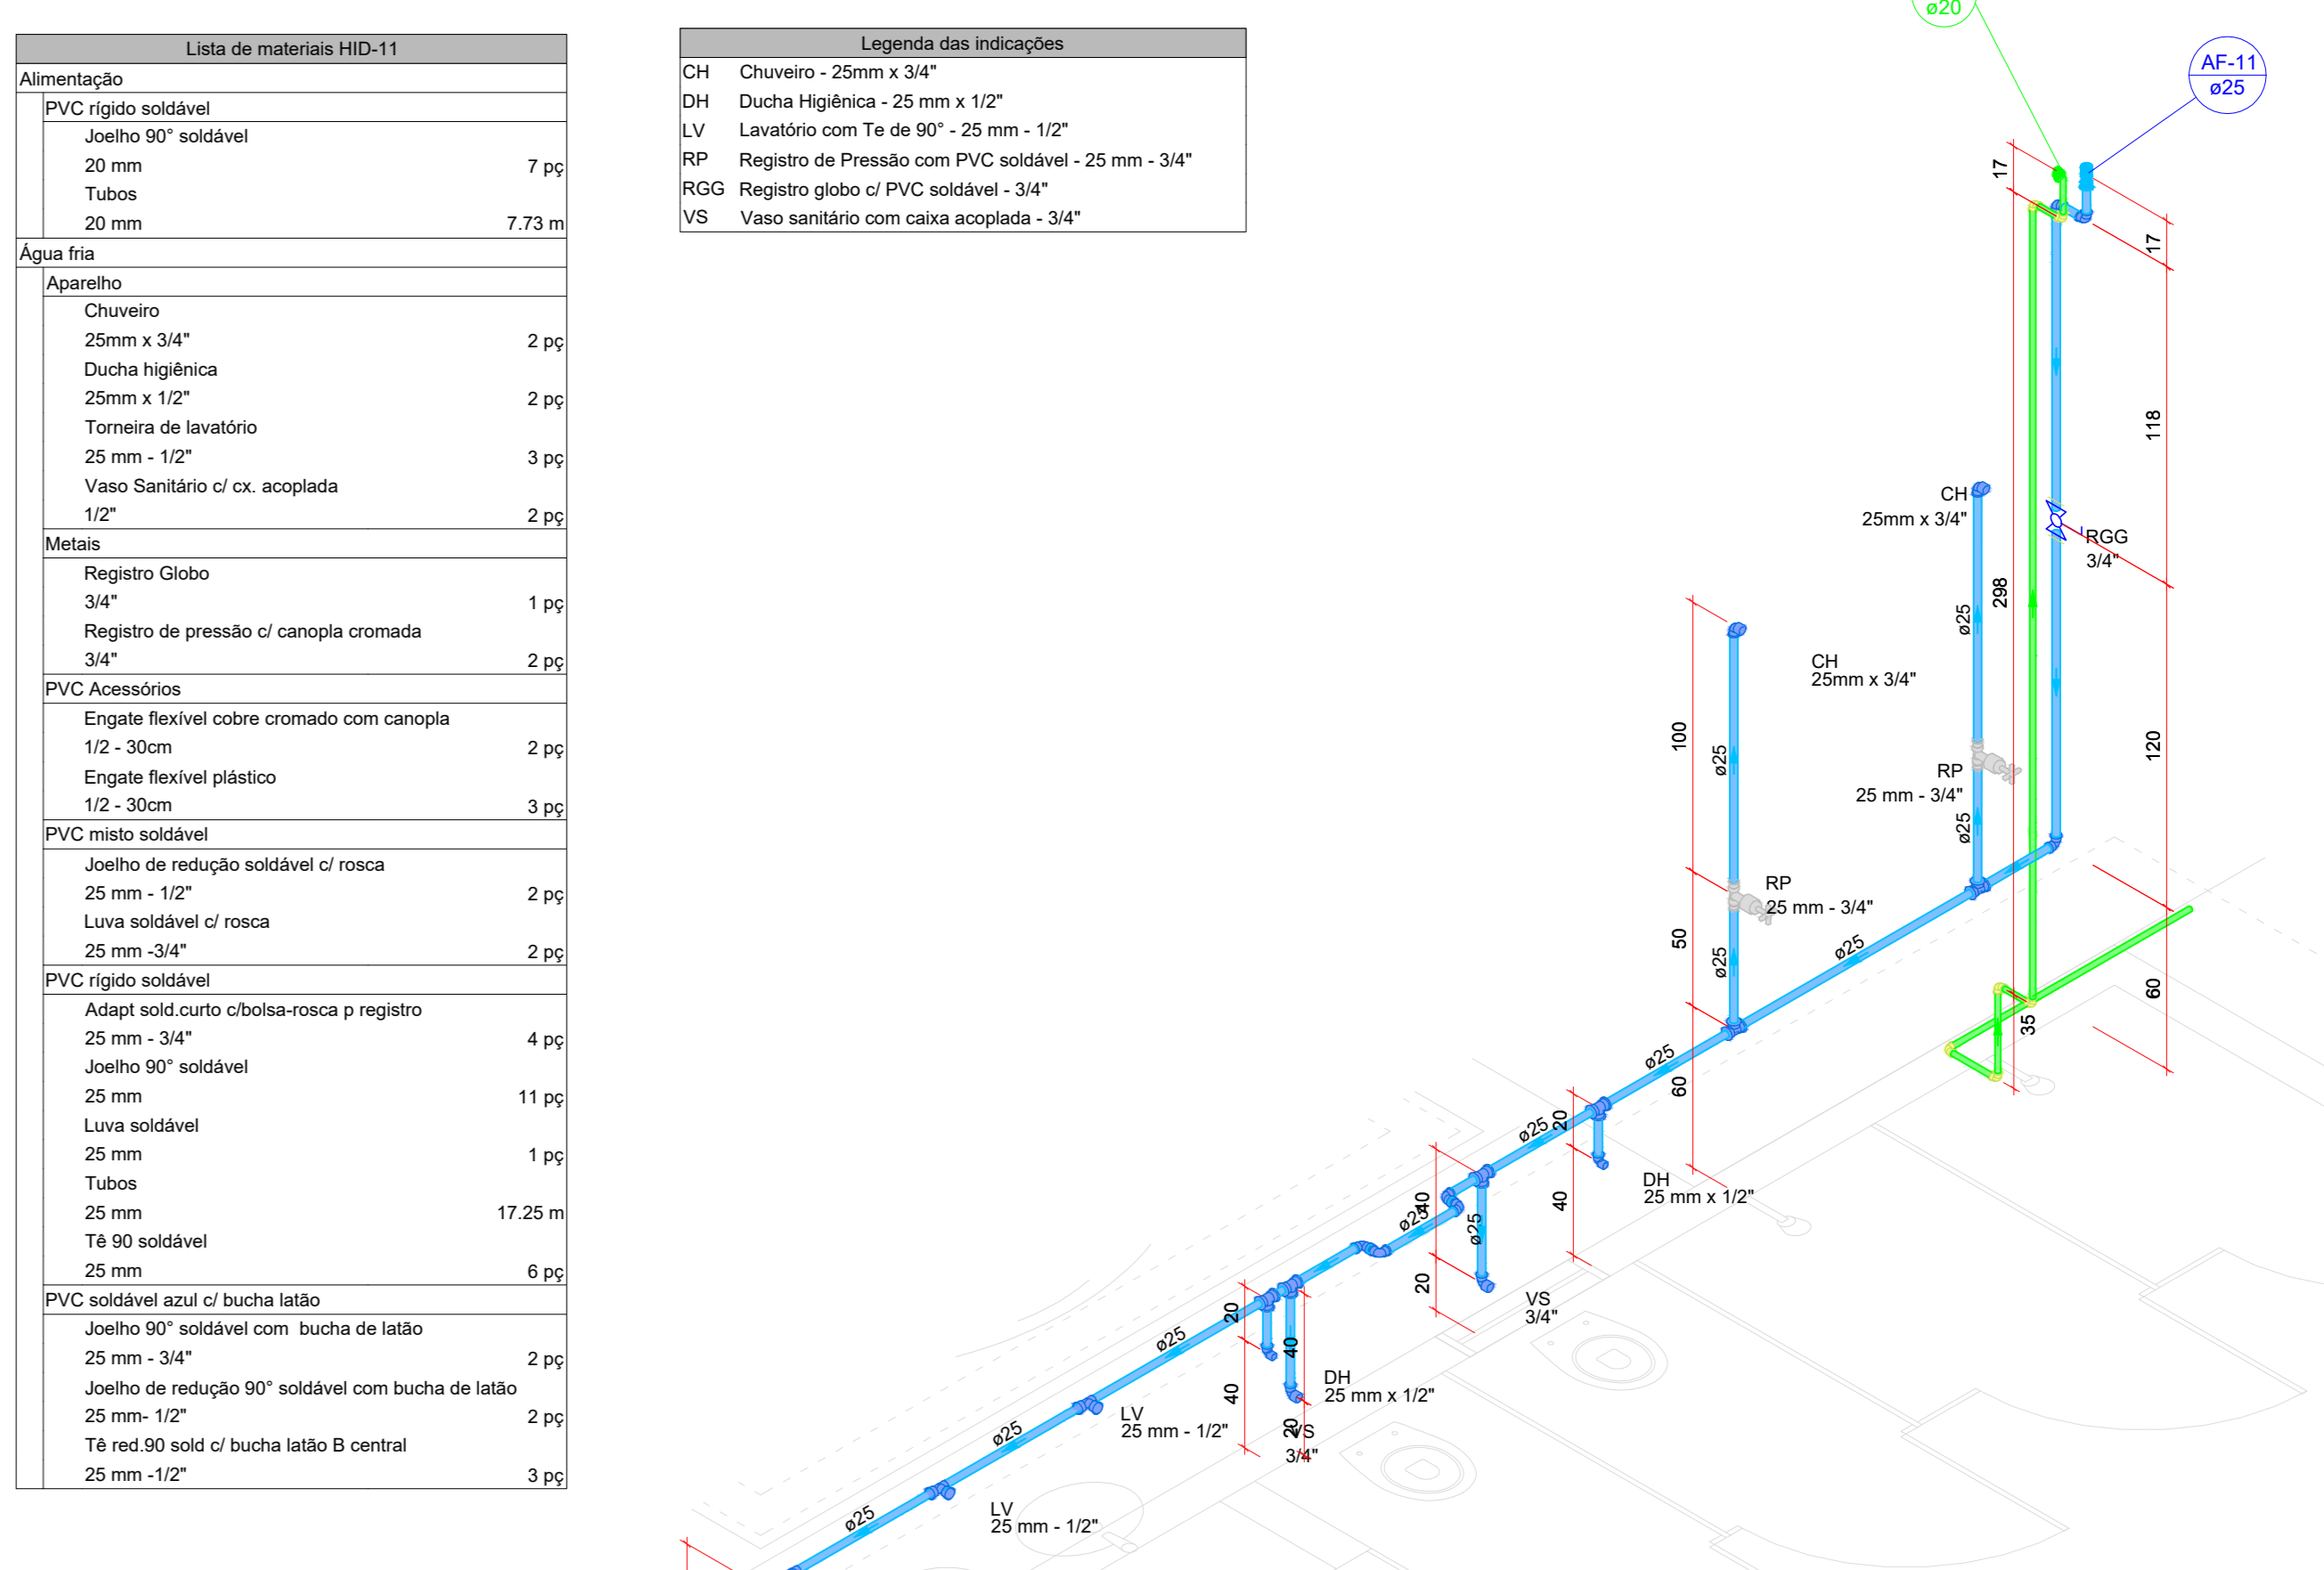 Lista de materiais HID-11
Alimentação
PVC rígido soldável
Joelho 90° soldável
20 mm 7 pç
Tubos
20 mm 7.73 m
Água fria
Aparelho
Chuveiro
25mm x 3/4" 2 pç
Ducha higiênica
25mm x 1/2" 2 pç
Torneira de lavatório
25 mm - 1/2" 3 pç
Vaso Sanitário c/ cx. acoplada
1/2" 2 pç
Metais
Registro Globo
3/4" 1 pç
Registro de pressão c/ canopla cromada
3/4" 2 pç
PVC Acessórios
Engate flexível cobre cromado com canopla
1/2 - 30cm 2 pç
Engate flexível plástico
1/2 - 30cm 3 pç
PVC misto soldável
Joelho de redução soldável c/ rosca
25 mm - 1/2" 2 pç
Luva soldável c/ rosca
25 mm -3/4" 2 pç
PVC rígido soldável
Adapt sold.curto c/bolsa-rosca p registro
25 mm - 3/4" 4 pç
Joelho 90° soldável
25 mm 11 pç
Luva soldável
25 mm 1 pç
Tubos
25 mm 17.25 m
Tê 90 soldável
25 mm 6 pç
PVC soldável azul c/ bucha latão
Joelho 90° soldável com bucha de latão
25 mm - 3/4" 2 pç
Joelho de redução 90° soldável com bucha de latão
25 mm- 1/2" 2 pç
Tê red.90 sold c/ bucha latão B central
25 mm -1/2" 3 pç
Legenda das indicações
CH Chuveiro - 25mm x 3/4"
DH Ducha Higiênica - 25 mm x 1/2"
LV Lavatório com Te de 90° - 25 mm - 1/2"
RP Registro de Pressão com PVC soldável - 25 mm - 3/4"
RGG Registro globo c/ PVC soldável - 3/4"
VS Vaso sanitário com caixa acoplada - 3/4"
ø20
AF-11
ø25
17
17
118
CH
25mm x 3/4"
RGG
3/4"
298
ø25
CH
25mm x 3/4"
100
ø25
120
RP
25 mm - 3/4"
ø25
RP
25 mm - 3/4"
50
ø25
ø25
60
35
ø25
60
20
ø25
40
DH
25 mm x 1/2"
40
ø25
ø25
20
VS
3/4"
20
40
ø25
40
DH
25 mm x 1/2"
LV
25 mm - 1/2"
20
VS
3/4"
ø25
LV
25 mm - 1/2"
ø25